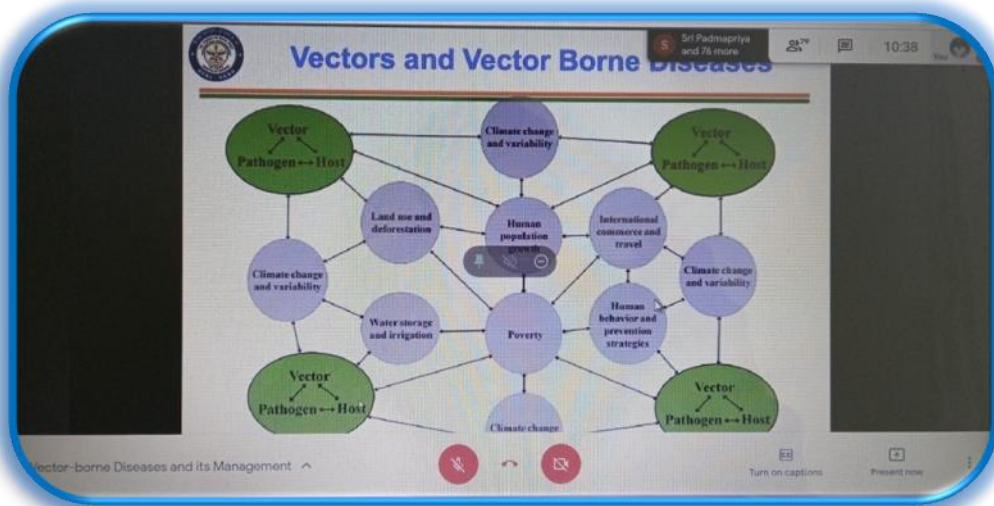 Vectors and Vector Borne Diseases
S
Sri Padmapriya
and 76 more
79
10:38
You
Vector
Pathogen ↔ Host
Climate change
and variability
Vector
Pathogen ↔ Host
Land use and
deforestation
Human
population
growth
International
commerce and
travel
Climate change
and variability
Climate change
and variability
Water storage
and irrigation
Poverty
Human
behavior and
prevention
strategies
Vector
Pathogen ↔ Host
Climate change
Vector
Pathogen ↔ Host
Vector-borne Diseases and its Management
Turn on captions
Present now